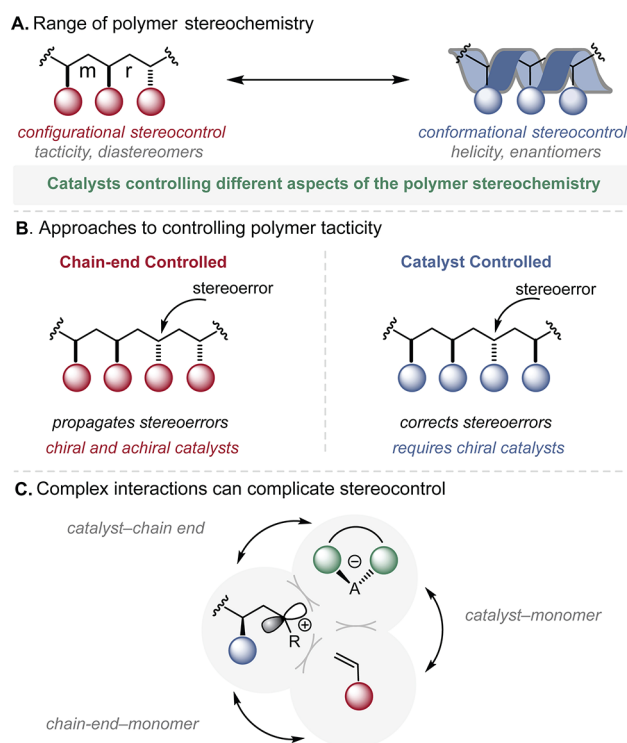 A. Range of polymer stereochemistry
m r
configurational stereocontrol
tacticity, diastereomers
conformational stereocontrol
helicity, enantiomers
Catalysts controlling different aspects of the polymer stereochemistry
B. Approaches to controlling polymer tacticity
Chain-end Controlled
stereoerror
propagates stereoerrors
chiral and achiral catalysts
Catalyst Controlled
stereoerror
corrects stereoerrors
requires chiral catalysts
C. Complex interactions can complicate stereocontrol
catalyst–chain end
⊖
A
catalyst–monomer
⊕
R
chain-end–monomer